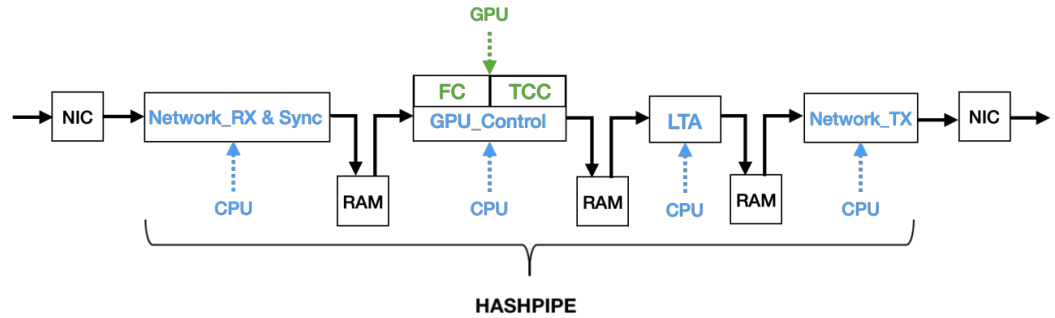 GPU
FC
TCC
NIC
Network_RX & Sync
GPU_Control
LTA
Network_TX
NIC
RAM
RAM
RAM
CPU
CPU
CPU
CPU
HASHPIPE